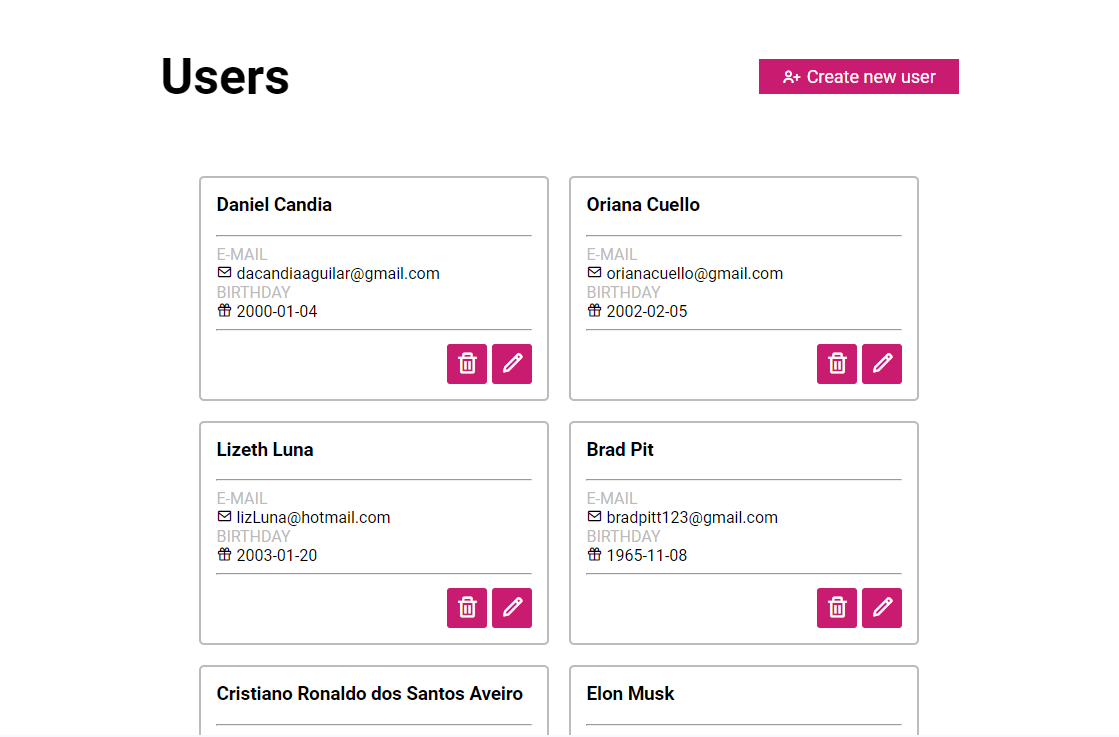 Users
Create new user
Daniel Candia
E-MAIL
dacandiaaguilar@gmail.com
BIRTHDAY
2000-01-04
Oriana Cuello
E-MAIL
orianacuello@gmail.com
BIRTHDAY
2002-02-05
Lizeth Luna
E-MAIL
lizLuna@hotmail.com
BIRTHDAY
2003-01-20
Brad Pit
E-MAIL
bradpitt123@gmail.com
BIRTHDAY
1965-11-08
Cristiano Ronaldo dos Santos Aveiro
Elon Musk